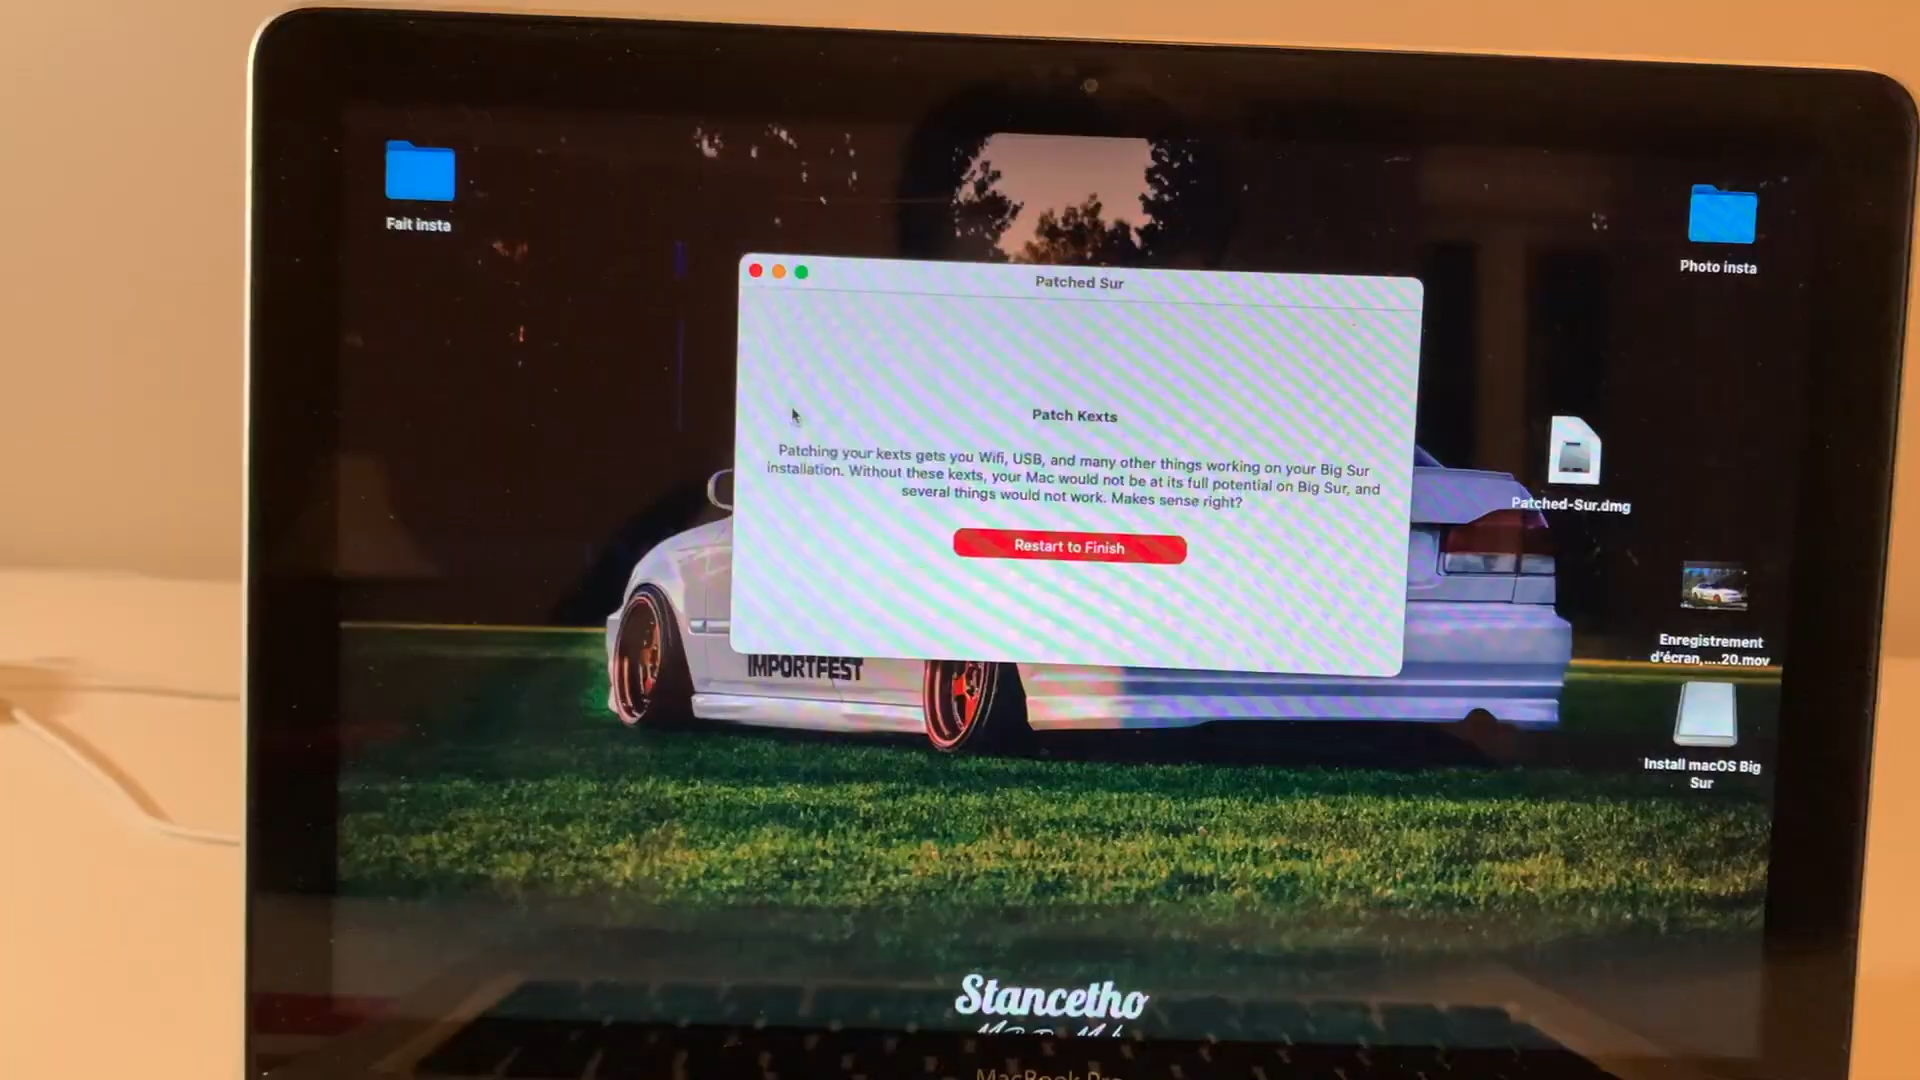 Fait insta
Photo insta
Patched Sur
Patch Kexts
Patching your kexts gets you Wifi, USB, and many other things working on your Big Sur
installation. Without these kexts, your Mac would not be at its full potential on Big Sur, and
several things would not work. Makes sense right?
Restart to Finish
Patched-Sur.dmg
Enregistrement
d'écran,....20.mov
Install macOS Big
Sur
IMPORTFEST
Stancetho
MacBook Pro